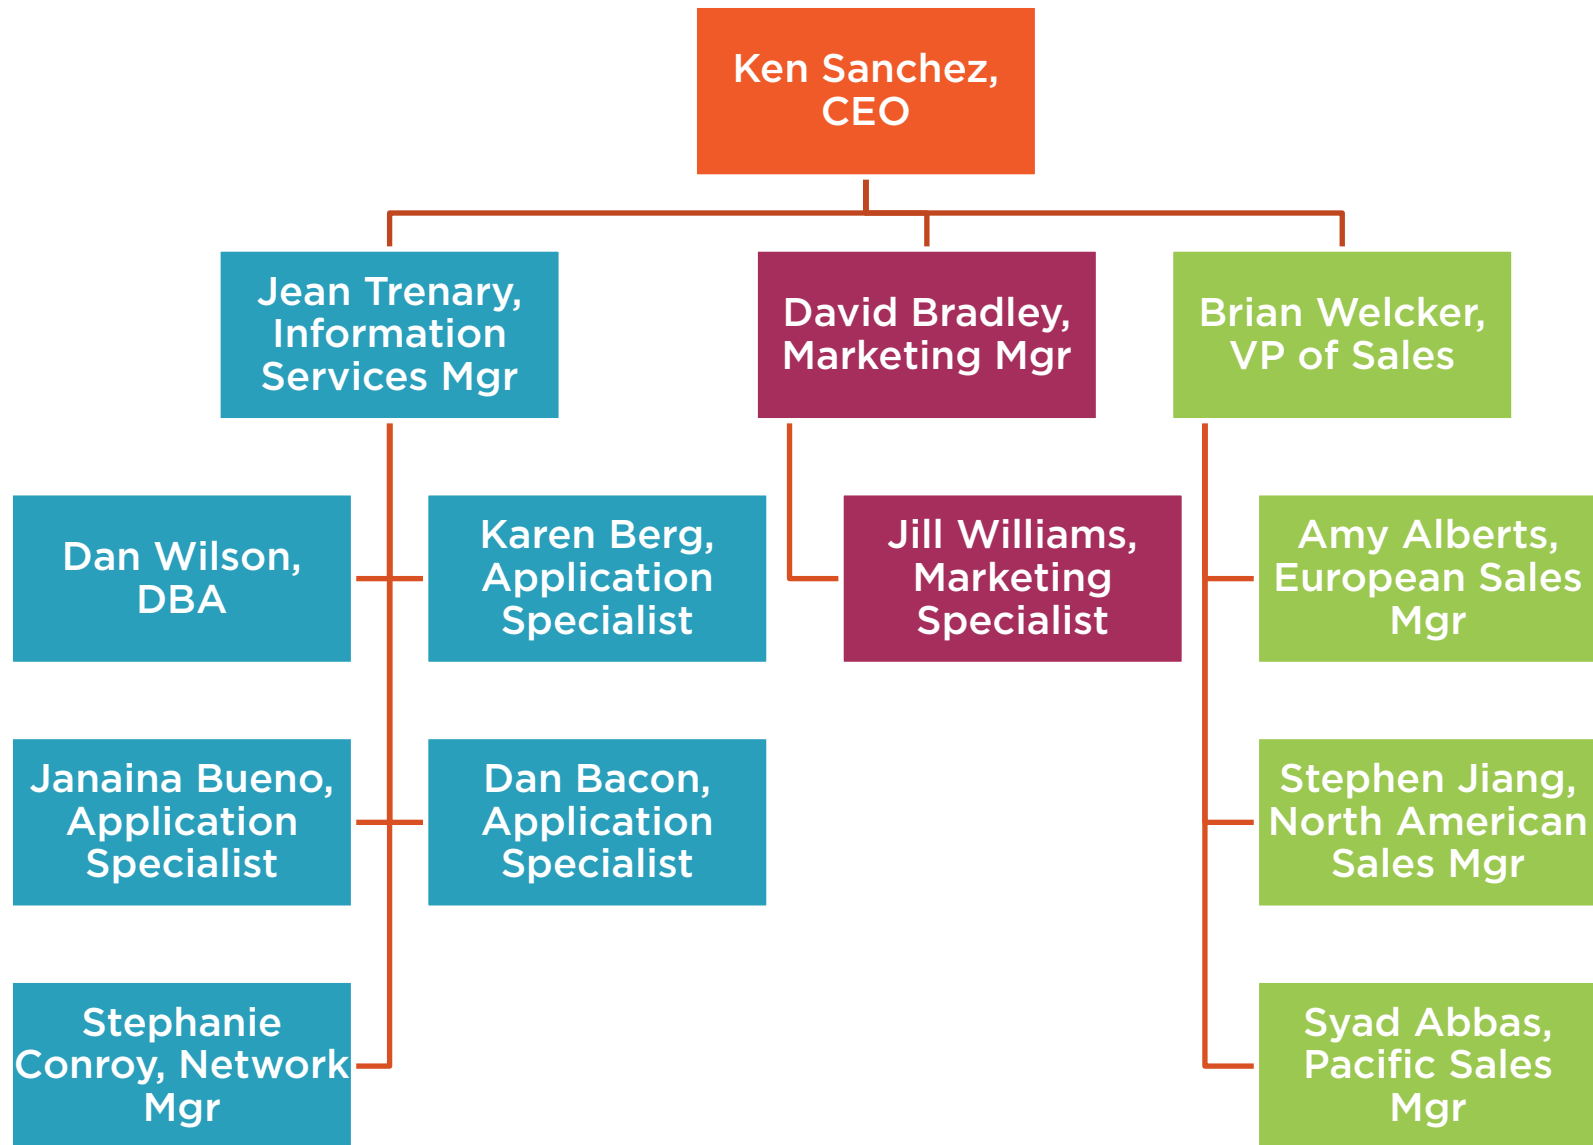 Ken Sanchez,
CEO
Jean Trenary,
Information
Services Mgr
David Bradley,
Marketing Mgr
Brian Welcker,
VP of Sales
Dan Wilson,
DBA
Karen Berg,
Application
Specialist
Jill Williams,
Marketing
Specialist
Amy Alberts,
European Sales
Mgr
Janaina Bueno,
Application
Specialist
Dan Bacon,
Application
Specialist
Stephen Jiang,
North American
Sales Mgr
Stephanie
Conroy, Network
Mgr
Syad Abbas,
Pacific Sales
Mgr